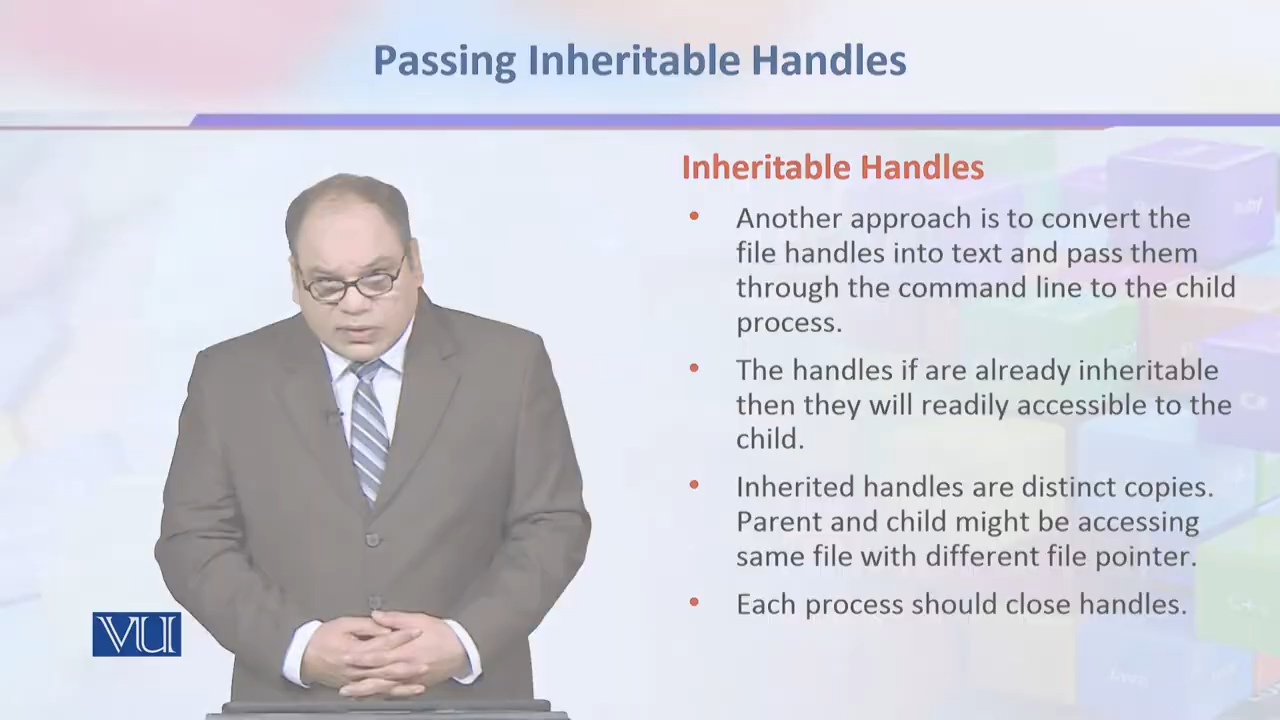 Passing Inheritable Handles
Inheritable Handles
• Another approach is to convert the
file handles into text and pass them
through the command line to the child
process.
• The handles if are already inheritable
then they will readily accessible to the
child.
• Inherited handles are distinct copies.
Parent and child might be accessing
same file with different file pointer.
• Each process should close handles.
VU